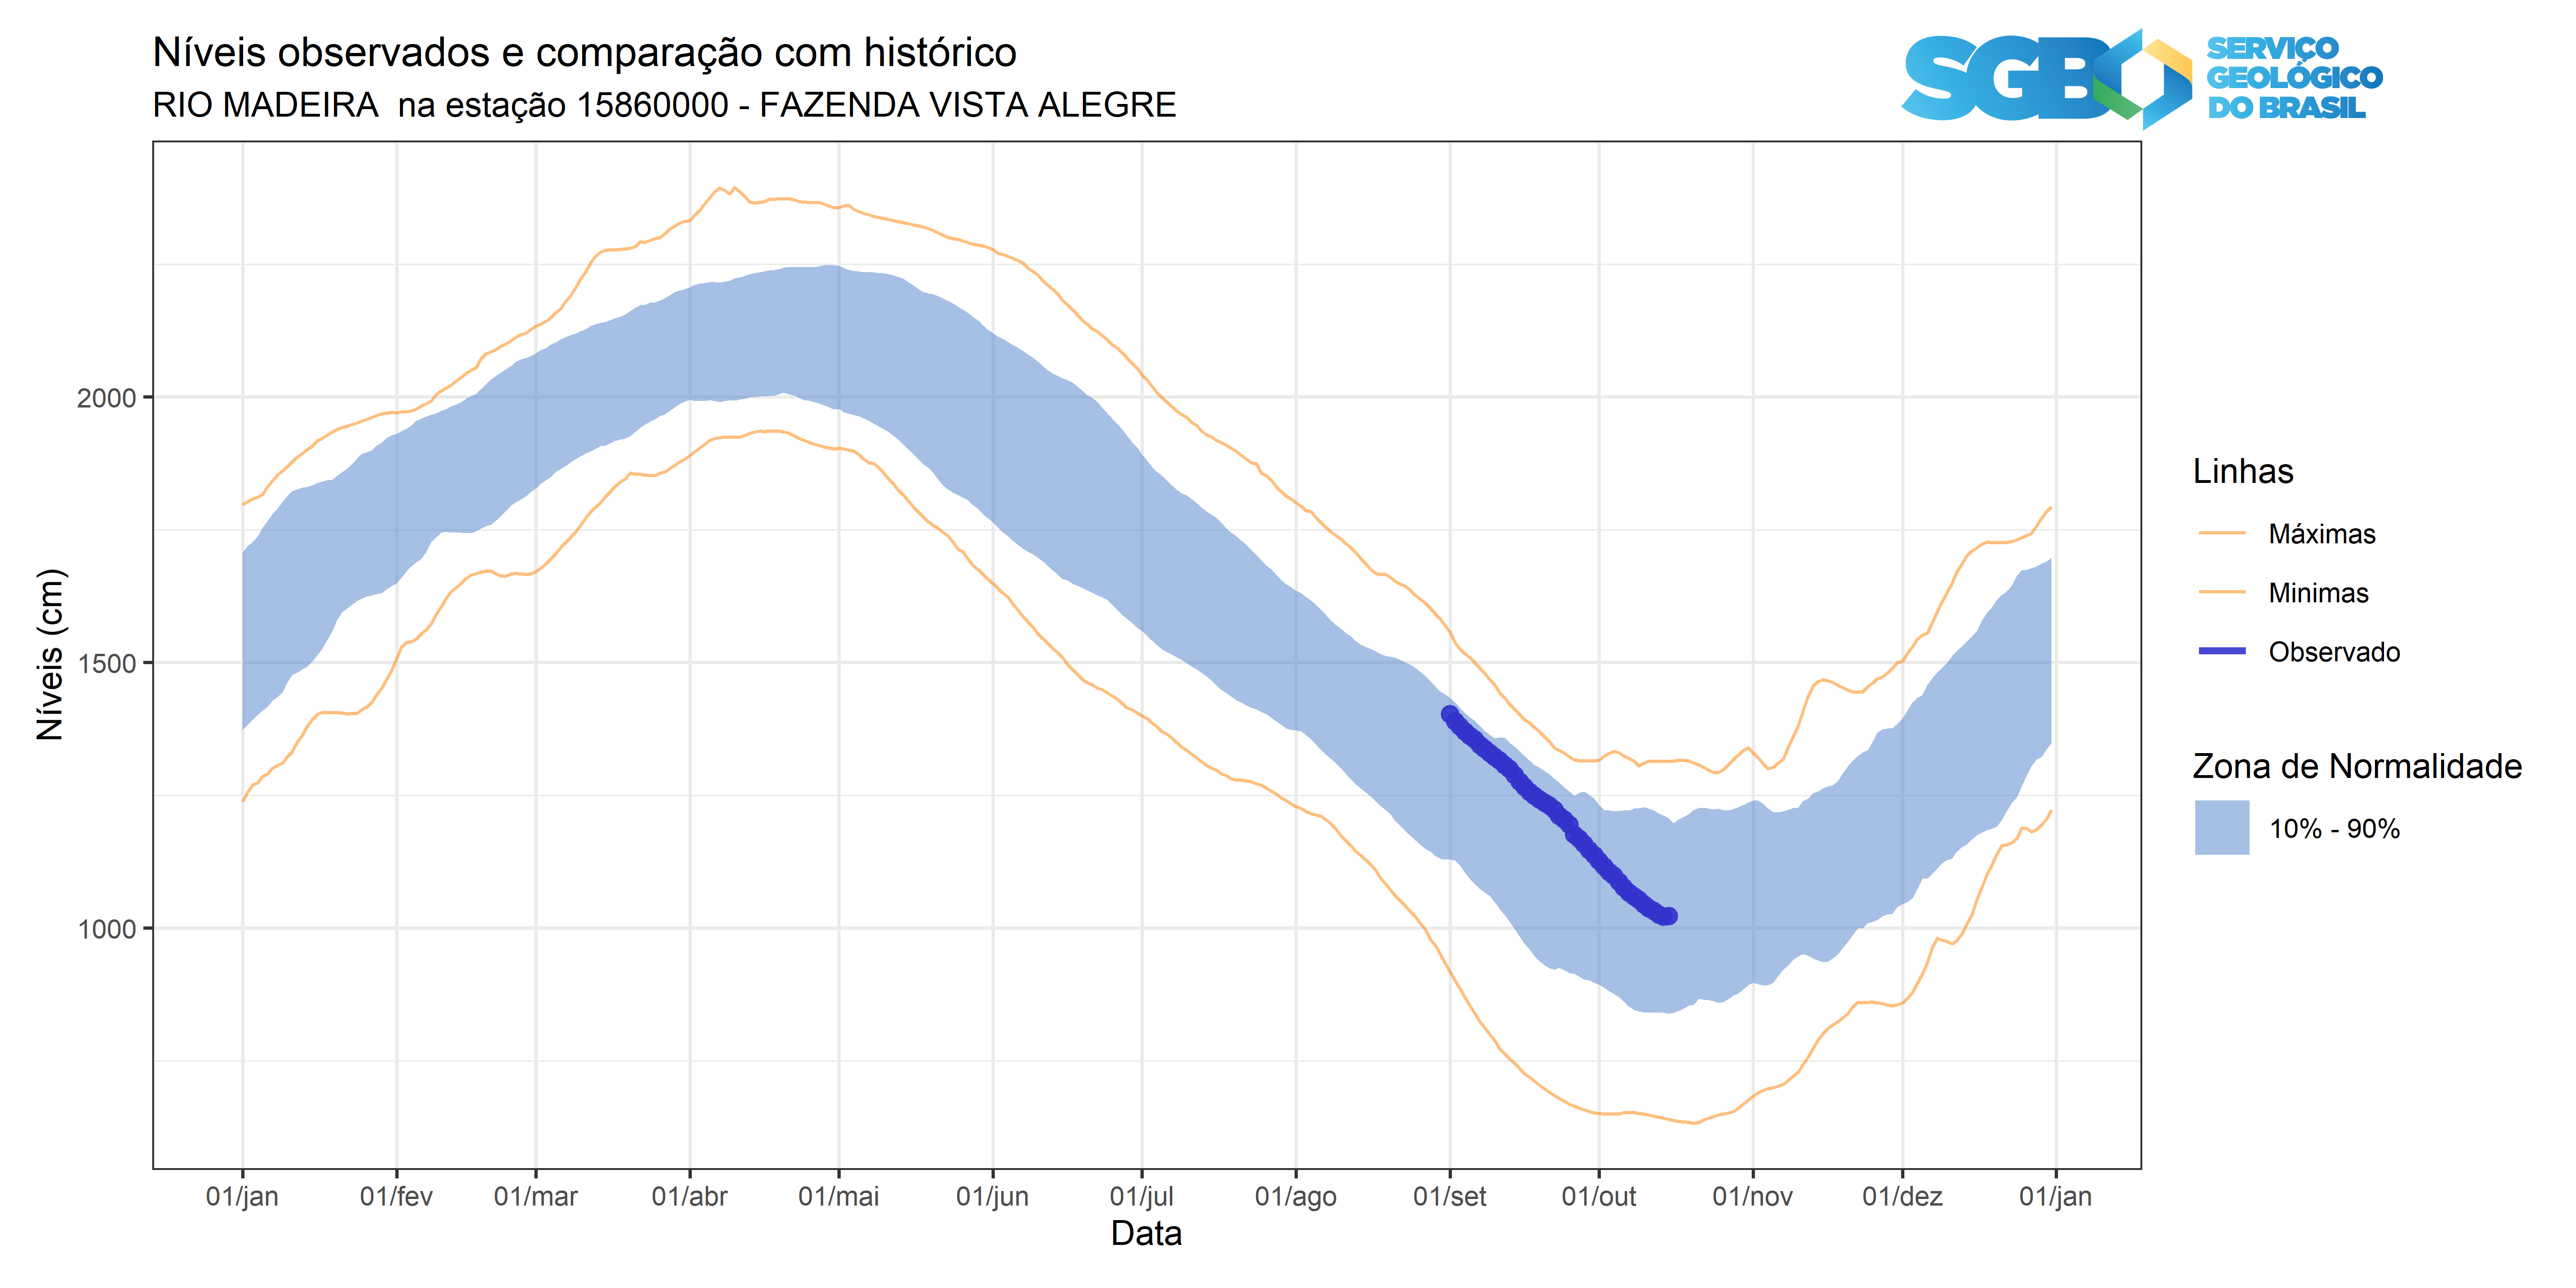 Níveis observados e comparação com histórico
RIO MADEIRA  na estação 15860000 - FAZENDA VISTA ALEGRE
SGB
SERVIÇO
GEOLÓGICO
DO BRASIL
Níveis (cm)
2000
1500
1000
01/jan
01/fev
01/mar
01/abr
01/mai
01/jun
01/jul
01/ago
01/set
01/out
01/nov
01/dez
01/jan
Data
Linhas
Máximas
Minimas
Observado
Zona de Normalidade
10% - 90%